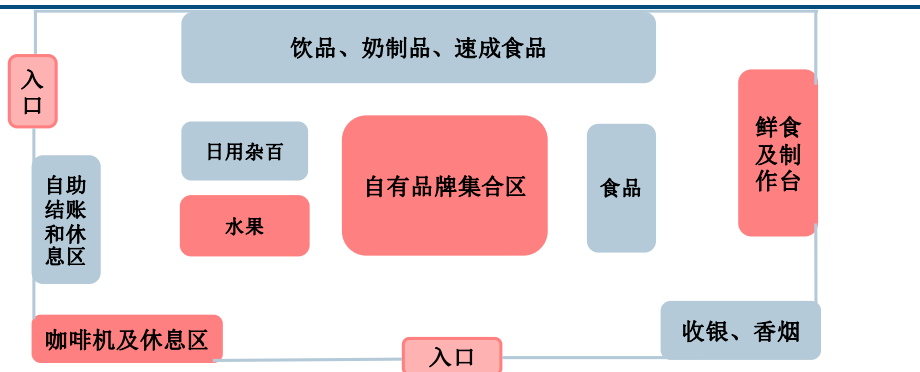 饮品、奶制品、速成食品
入
口
鲜食
及制
作台
日用杂百
自有品牌集合区
食品
自助
结账
和休
息区
水果
咖啡机及休息区
收银、香烟
入口